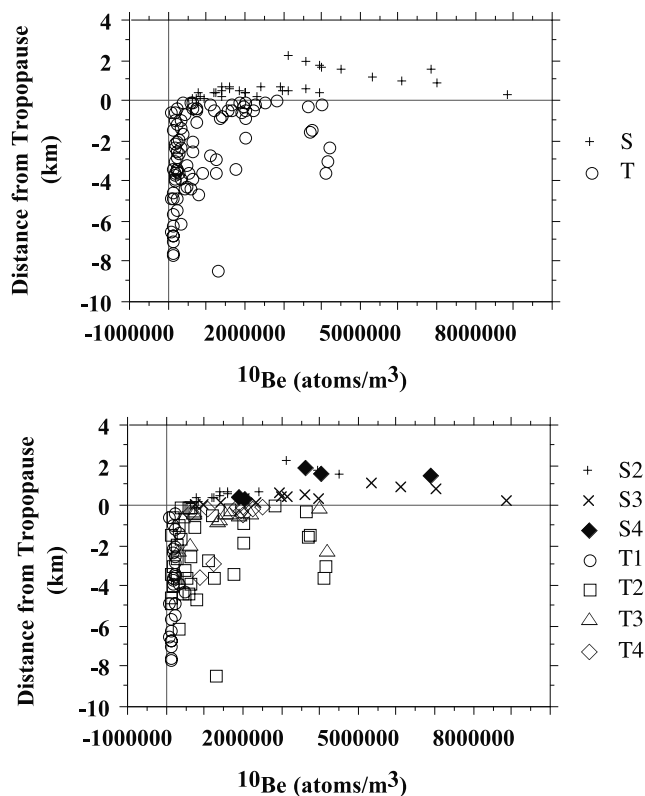 4
2
0
-2
-4
-6
-8
-10
Distance from Tropopause
(km)
-1000000
2000000
5000000
8000000
10Be (atoms/m3)
S
T
4
2
0
-2
-4
-6
-8
-10
Distance from Tropopause
(km)
-1000000
2000000
5000000
8000000
10Be (atoms/m3)
S2
S3
S4
T1
T2
T3
T4